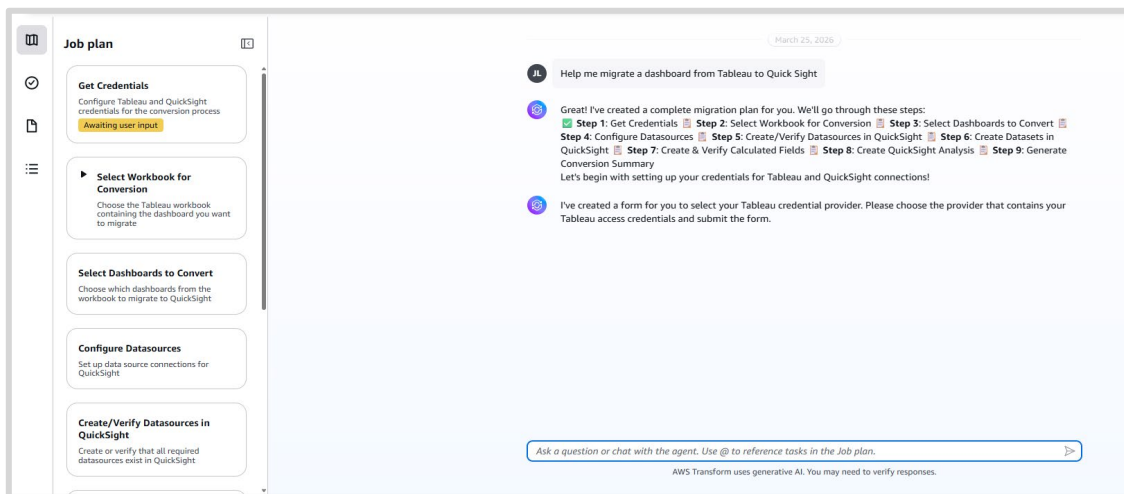 Job plan
Get Credentials
Configure Tableau and QuickSight
credentials for the conversion process
Awaiting user input
Select Workbook for
Conversion
Choose the Tableau workbook
containing the dashboard you want
to migrate
Select Dashboards to Convert
Choose which dashboards from the
workbook to migrate to QuickSight
Configure Datasources
Set up data source connections for
QuickSight
Create/Verify Datasources in
QuickSight
Create or verify that all required
datasources exist in QuickSight
March 25, 2026
JL
Help me migrate a dashboard from Tableau to Quick Sight
Great! I've created a complete migration plan for you. We'll go through these steps:
✅ Step 1: Get Credentials 📋 Step 2: Select Workbook for Conversion 📋 Step 3: Select Dashboards to Convert 📋
Step 4: Configure Datasources 📋 Step 5: Create/Verify Datasources in QuickSight 📋 Step 6: Create Datasets in
QuickSight 📋 Step 7: Create & Verify Calculated Fields 📋 Step 8: Create QuickSight Analysis 📋 Step 9: Generate
Conversion Summary
Let's begin with setting up your credentials for Tableau and QuickSight connections!
I've created a form for you to select your Tableau credential provider. Please choose the provider that contains your
Tableau access credentials and submit the form.
Ask a question or chat with the agent. Use @ to reference tasks in the Job plan.
AWS Transform uses generative AI. You may need to verify responses.